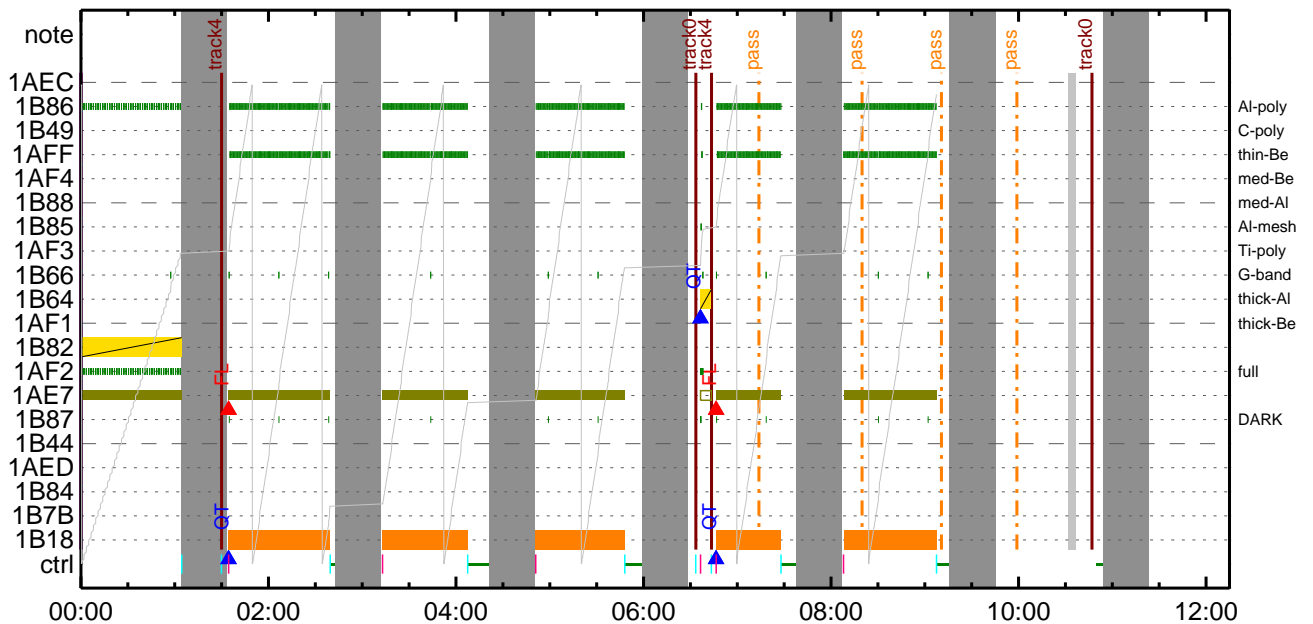 note
track4
track0
track4
pass
pass
pass
pass
track0
1AEC
1B86 Al-poly
1B49 C-poly
1AFF thin-Be
1AF4 med-Be
1B88 med-Al
1B85 Al-mesh
1AF3 Ti-poly
1B66 QT G-band
1B64 thick-Al
1AF1 thick-Be
1B82
1AF2 FL FL full
1AE7
1B87 DARK
1B44
1AED
1B84
1B7B QT QT
1B18
ctrl
00:00 02:00 04:00 06:00 08:00 10:00 12:00